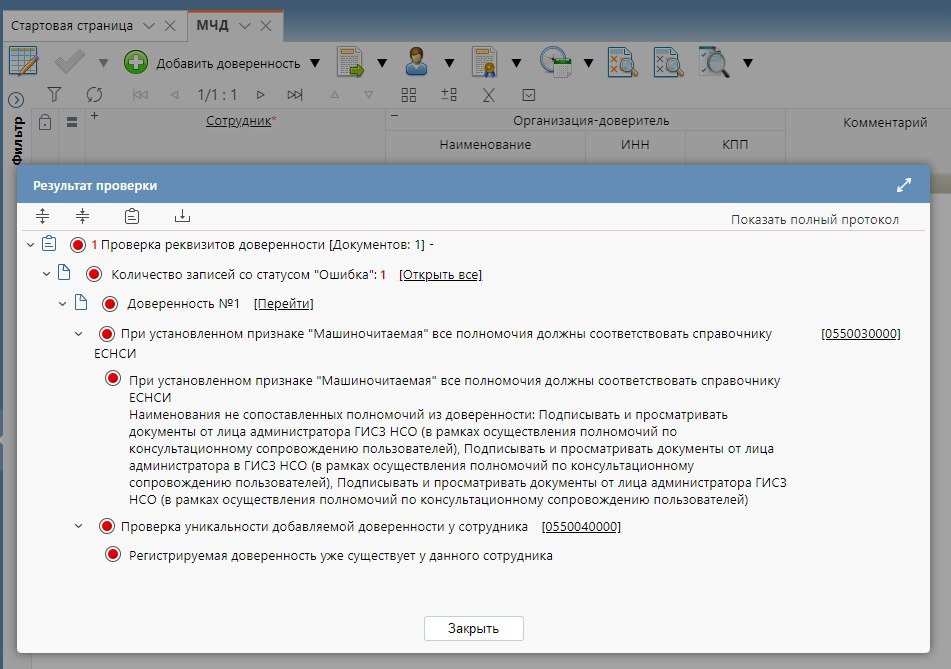 Стартовая страница
МЧД
Добавить доверенность
1/1 : 1
Фильтр
Сотрудник*
Организация-доверитель
Комментарий
Наименование
ИНН
КПП
Результат проверки
Показать полный протокол
1 Проверка реквизитов доверенности [Документов: 1] -
Количество записей со статусом "Ошибка": 1 [Открыть все]
Доверенность №1 [Перейти]
При установленном признаке "Машиночитаемая" все полномочия должны соответствовать справочнику [0550030000]
ЕСНСИ
При установленном признаке "Машиночитаемая" все полномочия должны соответствовать справочнику
ЕСНСИ
Наименования не сопоставленных полномочий из доверенности: Подписывать и просматривать
документы от лица администратора ГИСЗ НСО (в рамках осуществления полномочий по
консультационному сопровождению пользователей), Подписывать и просматривать документы от лица
администратора в ГИСЗ НСО (в рамках осуществления полномочий по консультационному
сопровождению пользователей), Подписывать и просматривать документы от лица администратора ГИСЗ
НСО (в рамках осуществления полномочий по консультационному сопровождению пользователей)
Проверка уникальности добавляемой доверенности у сотрудника [0550040000]
Регистрируемая доверенность уже существует у данного сотрудника
Закрыть